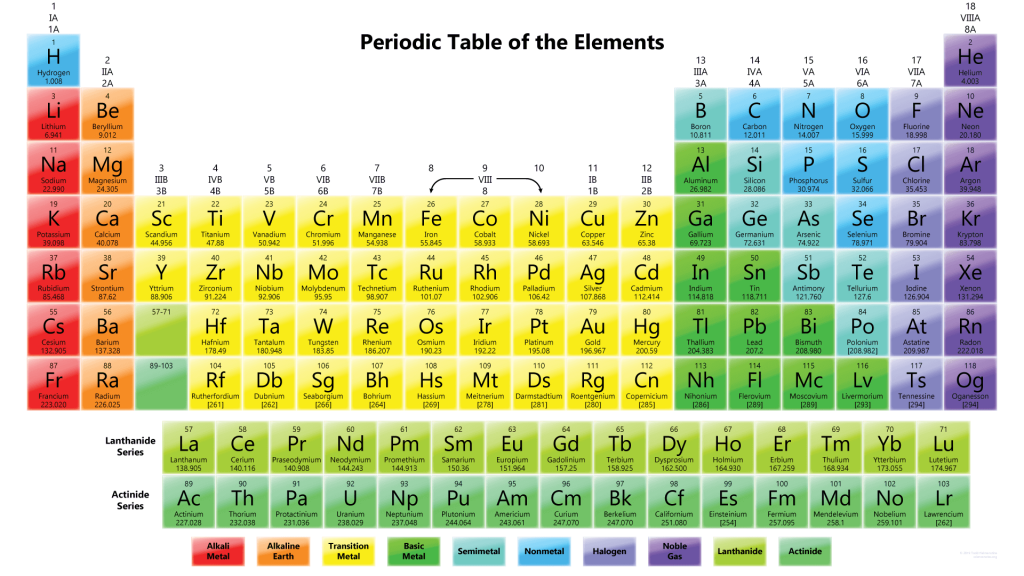 Periodic Table of the Elements
1
IA
1A
18
VIIIA
8A
1
H
Hydrogen
1.008
2
IIA
2A
13
IIIA
3A
14
IVA
4A
15
VA
5A
16
VIA
6A
17
VIIA
7A
2
He
Helium
4.003
3
Li
Lithium
6.941
4
Be
Beryllium
9.012
5
B
Boron
10.811
6
C
Carbon
12.011
7
N
Nitrogen
14.007
8
O
Oxygen
15.999
9
F
Fluorine
18.998
10
Ne
Neon
20.180
11
Na
Sodium
22.990
12
Mg
Magnesium
24.305
3
IIIB
3B
4
IVB
4B
5
VB
5B
6
VIB
6B
7
VIIB
7B
8
9
10
VIII
8
11
IB
1B
12
IIB
2B
13
Al
Aluminum
26.982
14
Si
Silicon
28.086
15
P
Phosphorus
30.974
16
S
Sulfur
32.066
17
Cl
Chlorine
35.453
18
Ar
Argon
39.948
19
K
Potassium
39.098
20
Ca
Calcium
40.078
21
Sc
Scandium
44.956
22
Ti
Titanium
47.88
23
V
Vanadium
50.942
24
Cr
Chromium
51.996
25
Mn
Manganese
54.938
26
Fe
Iron
55.845
27
Co
Cobalt
58.933
28
Ni
Nickel
58.693
29
Cu
Copper
63.546
30
Zn
Zinc
65.38
31
Ga
Gallium
69.723
32
Ge
Germanium
72.631
33
As
Arsenic
74.922
34
Se
Selenium
78.971
35
Br
Bromine
79.904
36
Kr
Krypton
83.798
37
Rb
Rubidium
85.468
38
Sr
Strontium
87.62
39
Y
Yttrium
88.906
40
Zr
Zirconium
91.224
41
Nb
Niobium
92.906
42
Mo
Molybdenum
95.95
43
Tc
Technetium
98.907
44
Ru
Ruthenium
101.07
45
Rh
Rhodium
102.906
46
Pd
Palladium
106.42
47
Ag
Silver
107.868
48
Cd
Cadmium
112.414
49
In
Indium
114.818
50
Sn
Tin
118.711
51
Sb
Antimony
121.760
52
Te
Tellurium
127.6
53
I
Iodine
126.904
54
Xe
Xenon
131.294
55
Cs
Cesium
132.905
56
Ba
Barium
137.328
57-71
72
Hf
Hafnium
178.49
73
Ta
Tantalum
180.948
74
W
Tungsten
183.85
75
Re
Rhenium
186.207
76
Os
Osmium
190.23
77
Ir
Iridium
192.22
78
Pt
Platinum
195.08
79
Au
Gold
196.967
80
Hg
Mercury
200.59
81
Tl
Thallium
204.383
82
Pb
Lead
207.2
83
Bi
Bismuth
208.980
84
Po
Polonium
[208.982]
85
At
Astatine
209.987
86
Rn
Radon
222.018
87
Fr
Francium
223.020
88
Ra
Radium
226.025
89-103
104
Rf
Rutherfordium
[261]
105
Db
Dubnium
[262]
106
Sg
Seaborgium
[266]
107
Bh
Bohrium
[264]
108
Hs
Hassium
[269]
109
Mt
Meitnerium
[278]
110
Ds
Darmstadtium
[281]
111
Rg
Roentgenium
[280]
112
Cn
Copernicium
[285]
113
Nh
Nihonium
[286]
114
Fl
Flerovium
[289]
115
Mc
Moscovium
[289]
116
Lv
Livermorium
[293]
117
Ts
Tennessine
[294]
118
Og
Oganesson
[294]
Lanthanide
Series
57
La
Lanthanum
138.905
58
Ce
Cerium
140.116
59
Pr
Praseodymium
140.908
60
Nd
Neodymium
144.243
61
Pm
Promethium
144.913
62
Sm
Samarium
150.36
63
Eu
Europium
151.964
64
Gd
Gadolinium
157.25
65
Tb
Terbium
158.925
66
Dy
Dysprosium
162.500
67
Ho
Holmium
164.930
68
Er
Erbium
167.259
69
Tm
Thulium
168.934
70
Yb
Ytterbium
173.055
71
Lu
Lutetium
174.967
Actinide
Series
89
Ac
Actinium
227.028
90
Th
Thorium
232.038
91
Pa
Protactinium
231.036
92
U
Uranium
238.029
93
Np
Neptunium
237.048
94
Pu
Plutonium
244.064
95
Am
Americium
243.061
96
Cm
Curium
247.070
97
Bk
Berkelium
247.070
98
Cf
Californium
251.080
99
Es
Einsteinium
[254]
100
Fm
Fermium
257.095
101
Md
Mendelevium
258.1
102
No
Nobelium
259.101
103
Lr
Lawrencium
[262]
Alkali
Metal
Alkaline
Earth
Transition
Metal
Basic
Metal
Semimetal
Nonmetal
Halogen
Noble
Gas
Lanthanide
Actinide